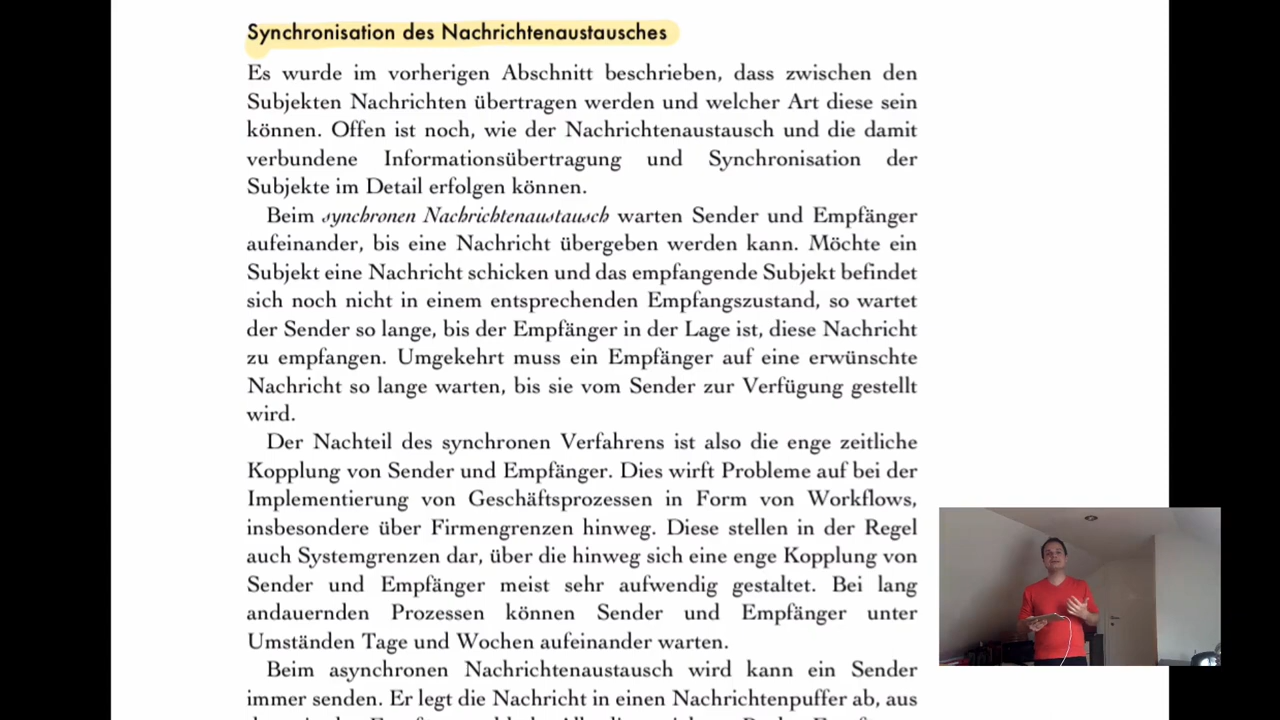 Synchronisation des Nachrichtenaustausches
Es wurde im vorherigen Abschnitt beschrieben, dass zwischen den
Subjekten Nachrichten übertragen werden und welcher Art diese sein
können. Offen ist noch, wie der Nachrichtenaustausch und die damit
verbundene Informationsübertragung und Synchronisation der
Subjekte im Detail erfolgen können.
Beim synchronen Nachrichtenaustausch warten Sender und Empfänger
aufeinander, bis eine Nachricht übergeben werden kann. Möchte ein
Subjekt eine Nachricht schicken und das empfangende Subjekt befindet
sich noch nicht in einem entsprechenden Empfangszustand, so wartet
der Sender so lange, bis der Empfänger in der Lage ist, diese Nachricht
zu empfangen. Umgekehrt muss ein Empfänger auf eine erwünschte
Nachricht so lange warten, bis sie vom Sender zur Verfügung gestellt
wird.
Der Nachteil des synchronen Verfahrens ist also die enge zeitliche
Kopplung von Sender und Empfänger. Dies wirft Probleme auf bei der
Implementierung von Geschäftsprozessen in Form von Workflows,
insbesondere über Firmengrenzen hinweg. Diese stellen in der Regel
auch Systemgrenzen dar, über die hinweg sich eine enge Kopplung von
Sender und Empfänger meist sehr aufwendig gestaltet. Bei lang
andauernden Prozessen können Sender und Empfänger unter
Umständen Tage und Wochen aufeinander warten.
Beim asynchronen Nachrichtenaustausch wird kann ein Sender
immer senden. Er legt die Nachricht in einen Nachrichtenpuffer ab, aus